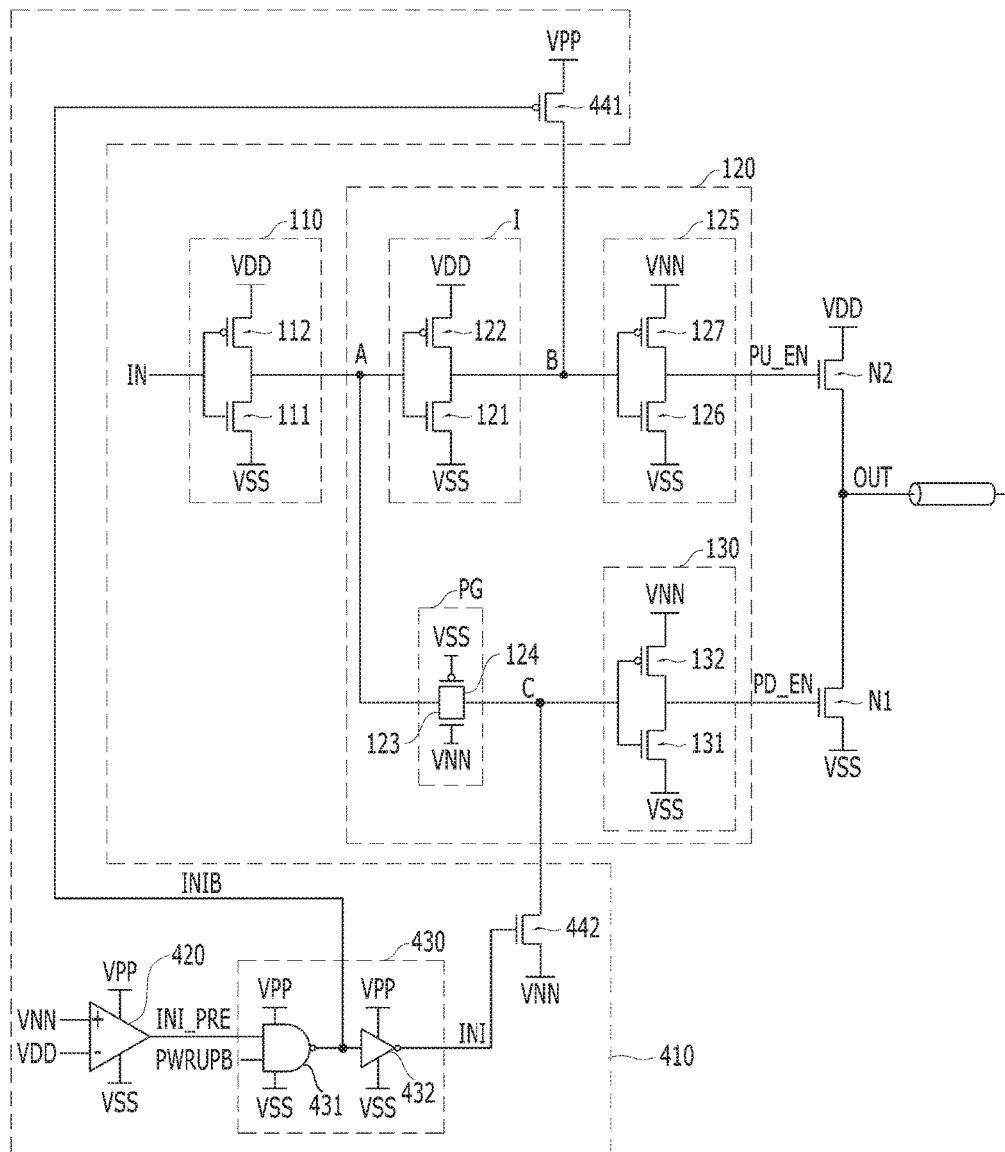 VPP
441
120
110
I
125
VDD
VDD
VNN
112
122
127
VDD
IN
A
B
PU_EN
N2
111
121
126
VSS
VSS
VSS
OUT
130
PG
VNN
VSS
124
132
C
PD_EN
N1
123
131
VNN
VSS
VSS
INIB
442
420
430
VPP
VPP
VPP
VNN
VNN
+
INI_PRE
INI
VDD
-
PWRUPB
410
VSS
VSS
431
VSS
432